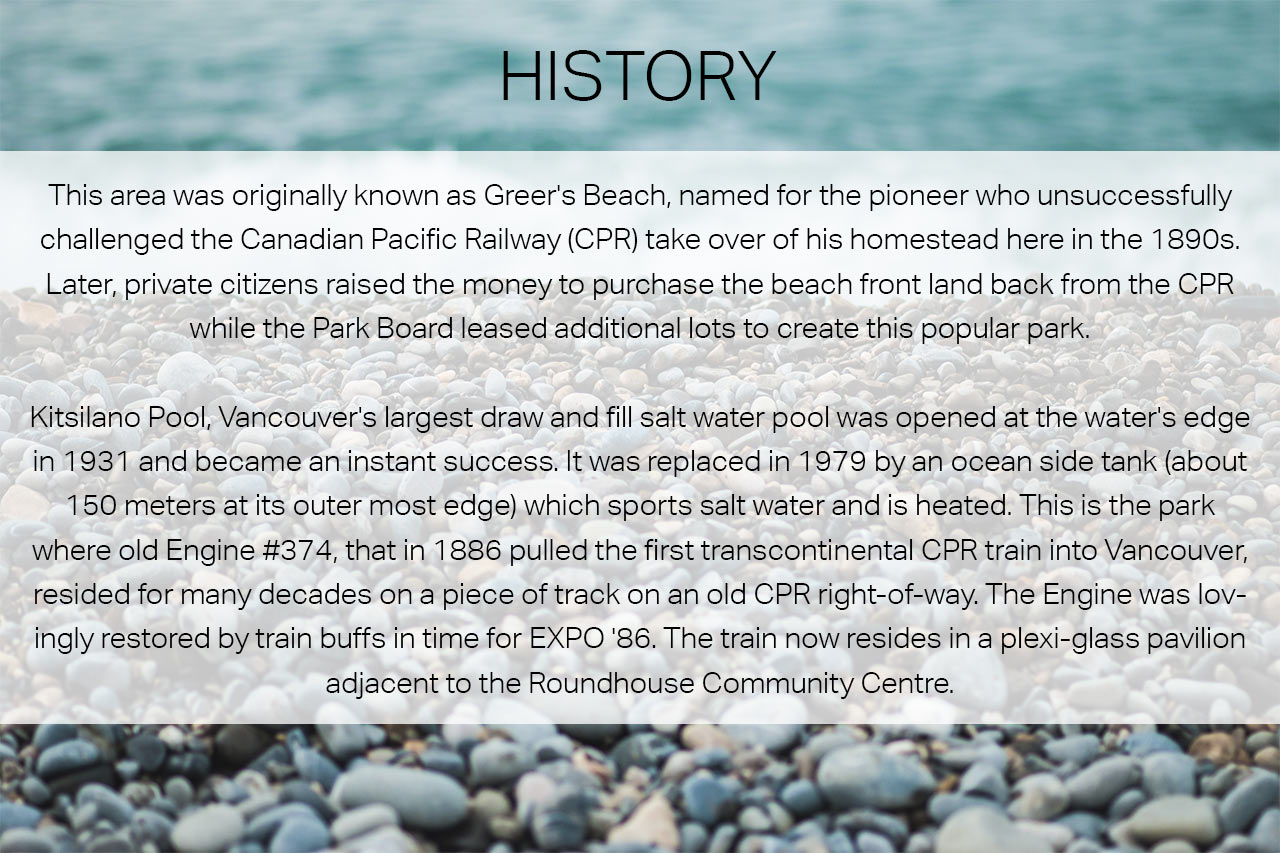 HISTORY
This area was originally known as Greer's Beach, named for the pioneer who unsuccessfully
challenged the Canadian Pacific Railway (CPR) take over of his homestead here in the 1890s.
Later, private citizens raised the money to purchase the beach front land back from the CPR
while the Park Board leased additional lots to create this popular park.
Kitsilano Pool, Vancouver's largest draw and fill salt water pool was opened at the water's edge
in 1931 and became an instant success. It was replaced in 1979 by an ocean side tank (about
150 meters at its outer most edge) which sports salt water and is heated. This is the park
where old Engine #374, that in 1886 pulled the first transcontinental CPR train into Vancouver,
resided for many decades on a piece of track on an old CPR right-of-way. The Engine was lov-
ingly restored by train buffs in time for EXPO '86. The train now resides in a plexi-glass pavilion
adjacent to the Roundhouse Community Centre.